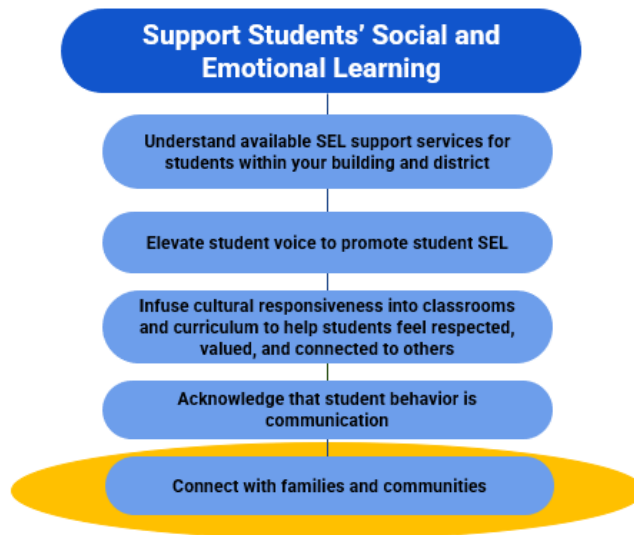 Support Students’ Social and
Emotional Learning
Understand available SEL support services for
students within your building and district
Elevate student voice to promote student SEL
Infuse cultural responsiveness into classrooms
and curriculum to help students feel respected,
valued, and connected to others
Acknowledge that student behavior is
communication
Connect with families and communities